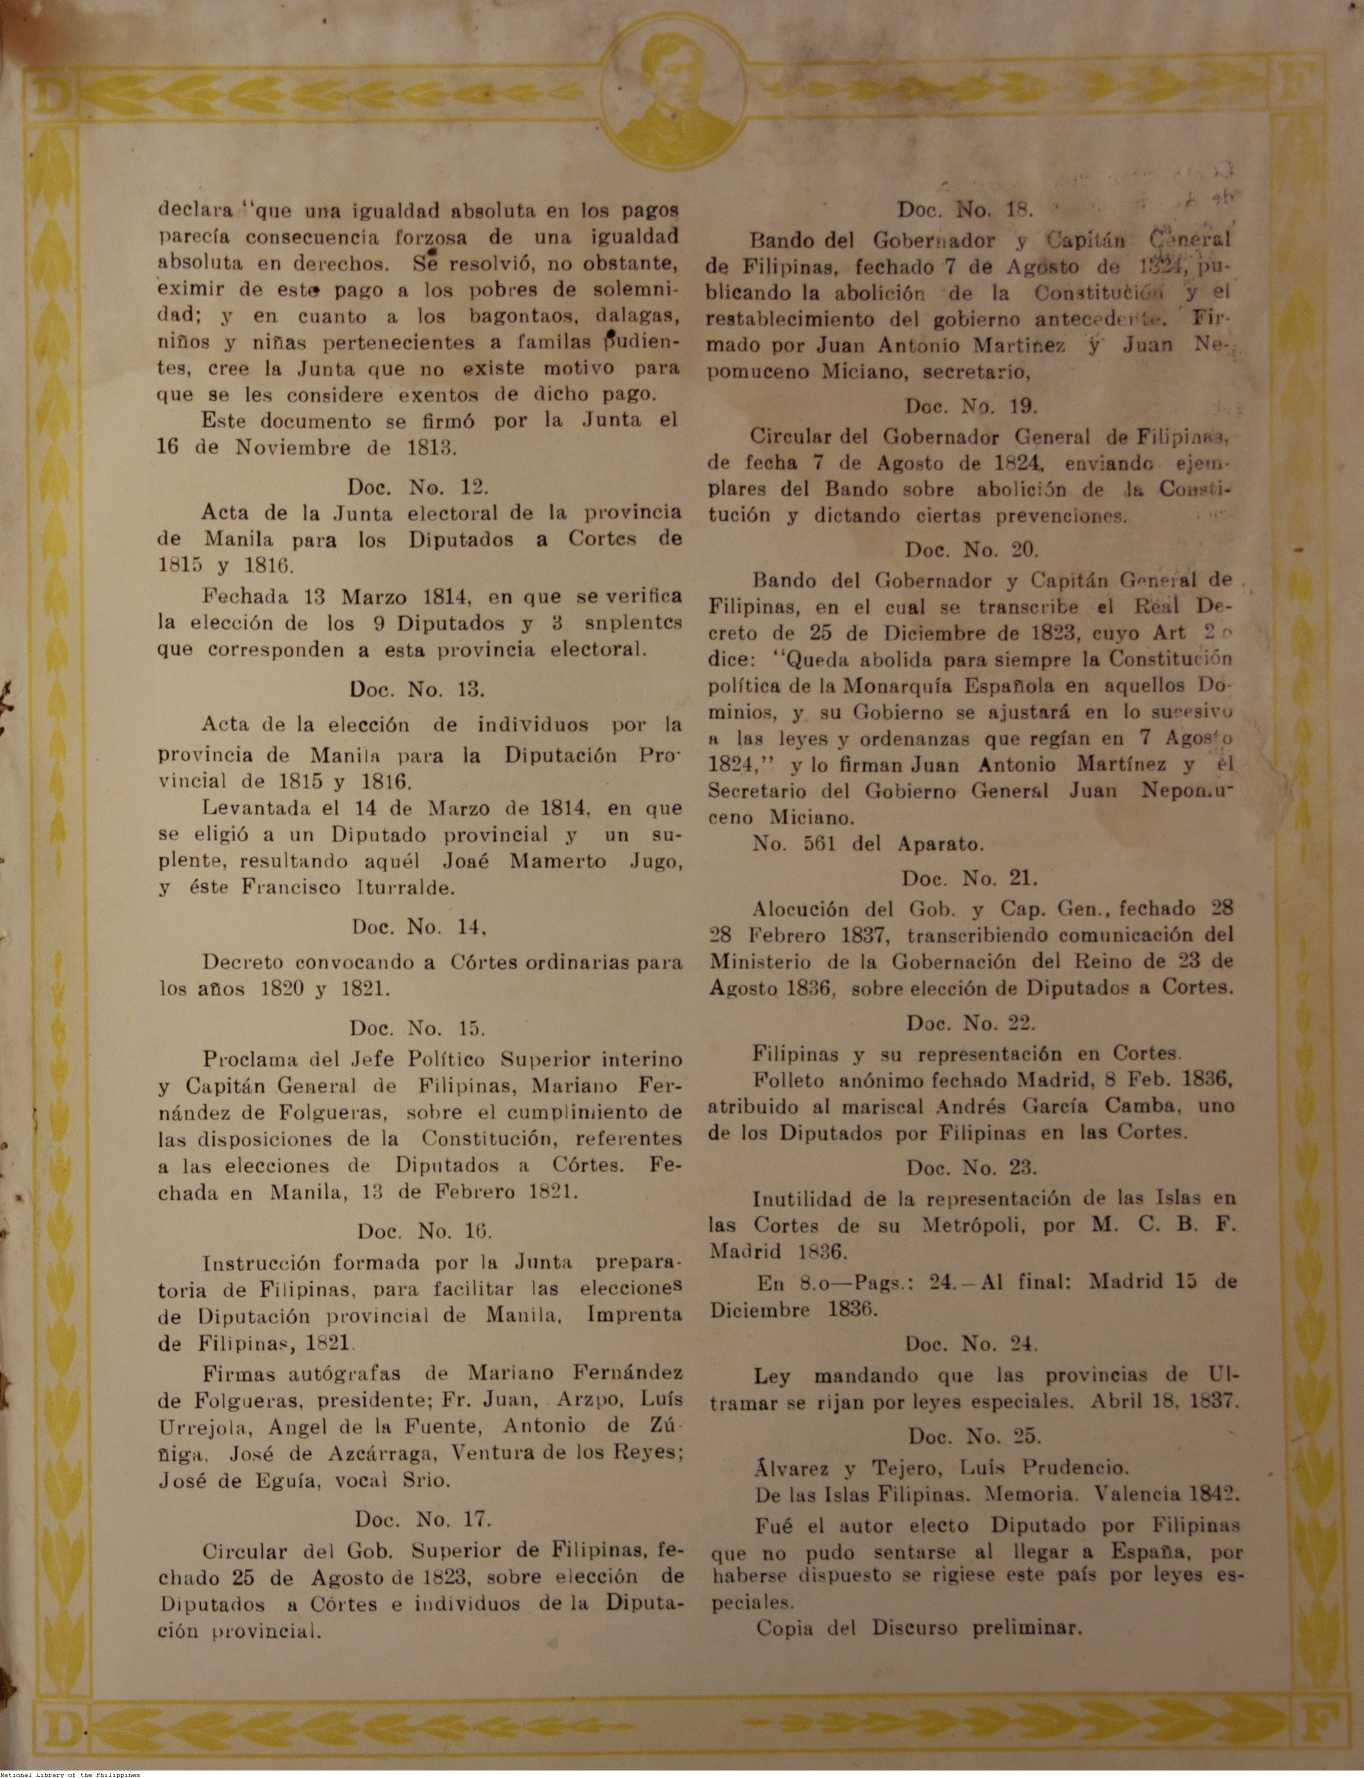 D
F
declara "que una igualdad absoluta en los pagos
parecía consecuencia forzosa de una igualdad
absoluta en derechos. Se resolvió, no obstante,
eximir de este pago a los pobres de solemni-
dad; y en cuanto a los bagontaos, dalagas,
niños y niñas pertenecientes a familas pudien-
tes, cree la Junta que no existe motivo para
que se les considere exentos de dicho pago.
Este documento se firmó por la Junta el
16 de Noviembre de 1813.
Doc. No. 12.
Acta de la Junta electoral de la provincia
de Manila para los Diputados a Cortes de
1815 y 1816.
Fechada 13 Marzo 1814, en que se verifica
la elección de los 9 Diputados y 3 snplentes
que corresponden a esta provincia electoral.
Doc. No. 13.
Acta de la elección de individuos por la
provincia de Manila para la Diputación Pro-
vincial de 1815 y 1816.
Levantada el 14 de Marzo de 1814, en que
se eligió a un Diputado provincial y un su-
plente, resultando aquél Joaé Mamerto Jugo,
y éste Francisco Iturralde.
Doc. No. 14,
Decreto convocando a Córtes ordinarias para
los años 1820 y 1821.
Doc. No. 15.
Proclama del Jefe Político Superior interino
y Capitán General de Filipinas, Mariano Fer-
nández de Folgueras, sobre el cumplimiento de
las disposiciones de la Constitución, referentes
a las elecciones de Diputados a Córtes. Fe-
chada en Manila, 13 de Febrero 1821.
Doc. No. 16.
Instrucción formada por la Junta prepara-
toria de Filipinas, para facilitar las elecciones
de Diputación provincial de Manila, Imprenta
de Filipinas, 1821.
Firmas autógrafas de Mariano Fernández
de Folgueras, presidente; Fr. Juan, Arzpo, Luís
Urrejola, Angel de la Fuente, Antonio de Zú-
ñiga, José de Azcárraga, Ventura de los Reyes;
José de Eguía, vocal Srio.
Doc. No. 17.
Circular del Gob. Superior de Filipinas, fe-
chado 25 de Agosto de 1823, sobre elección de
Diputados a Córtes e individuos de la Diputa-
ción provincial.
Doc. No. 18.
Bando del Gobernador y Capitán General
de Filipinas, fechado 7 de Agosto de 1824, pu-
blicando la abolición de la Constitución y el
restablecimiento del gobierno antecedente. Fir-
mado por Juan Antonio Martinez y Juan Ne-
pomuceno Miciano, secretario,
Doc. No. 19.
Circular del Gobernador General de Filipinas,
de fecha 7 de Agosto de 1824, enviando ejem-
plares del Bando sobre abolición de la Consti-
tución y dictando ciertas prevenciones.
Doc. No. 20.
Bando del Gobernador y Capitán General de
Filipinas, en el cual se transcribe el Real De-
creto de 25 de Diciembre de 1823, cuyo Art 2o
dice: "Queda abolida para siempre la Constitución
política de la Monarquía Española en aquellos Do-
minios, y su Gobierno se ajustará en lo sucesivo
a las leyes y ordenanzas que regían en 7 Agosto
1824," y lo firman Juan Antonio Martínez y el
Secretario del Gobierno General Juan Nepomu-
ceno Miciano.
No. 561 del Aparato.
Doc. No. 21.
Alocución del Gob. y Cap. Gen., fechado 28
28 Febrero 1837, transcribiendo comunicación del
Ministerio de la Gobernación del Reino de 23 de
Agosto 1836, sobre elección de Diputados a Cortes.
Doc. No. 22.
Filipinas y su representación en Cortes.
Folleto anónimo fechado Madrid, 8 Feb. 1836,
atribuido al mariscal Andrés García Camba, uno
de los Diputados por Filipinas en las Cortes.
Doc. No. 23.
Inutilidad de la representación de las Islas en
las Cortes de su Metrópoli, por M. C. B. F.
Madrid 1836.
En 8.o—Pags.: 24.—Al final: Madrid 15 de
Diciembre 1836.
Doc. No. 24.
Ley mandando que las provincias de Ul-
tramar se rijan por leyes especiales. Abril 18, 1837.
Doc. No. 25.
Álvarez y Tejero, Luís Prudencio.
De las Islas Filipinas. Memoria. Valencia 1842.
Fué el autor electo Diputado por Filipinas
que no pudo sentarse al llegar a España, por
haberse dispuesto se rigiese este país por leyes es-
peciales.
Copia del Discurso preliminar.
D
F
National Library of the Philippines